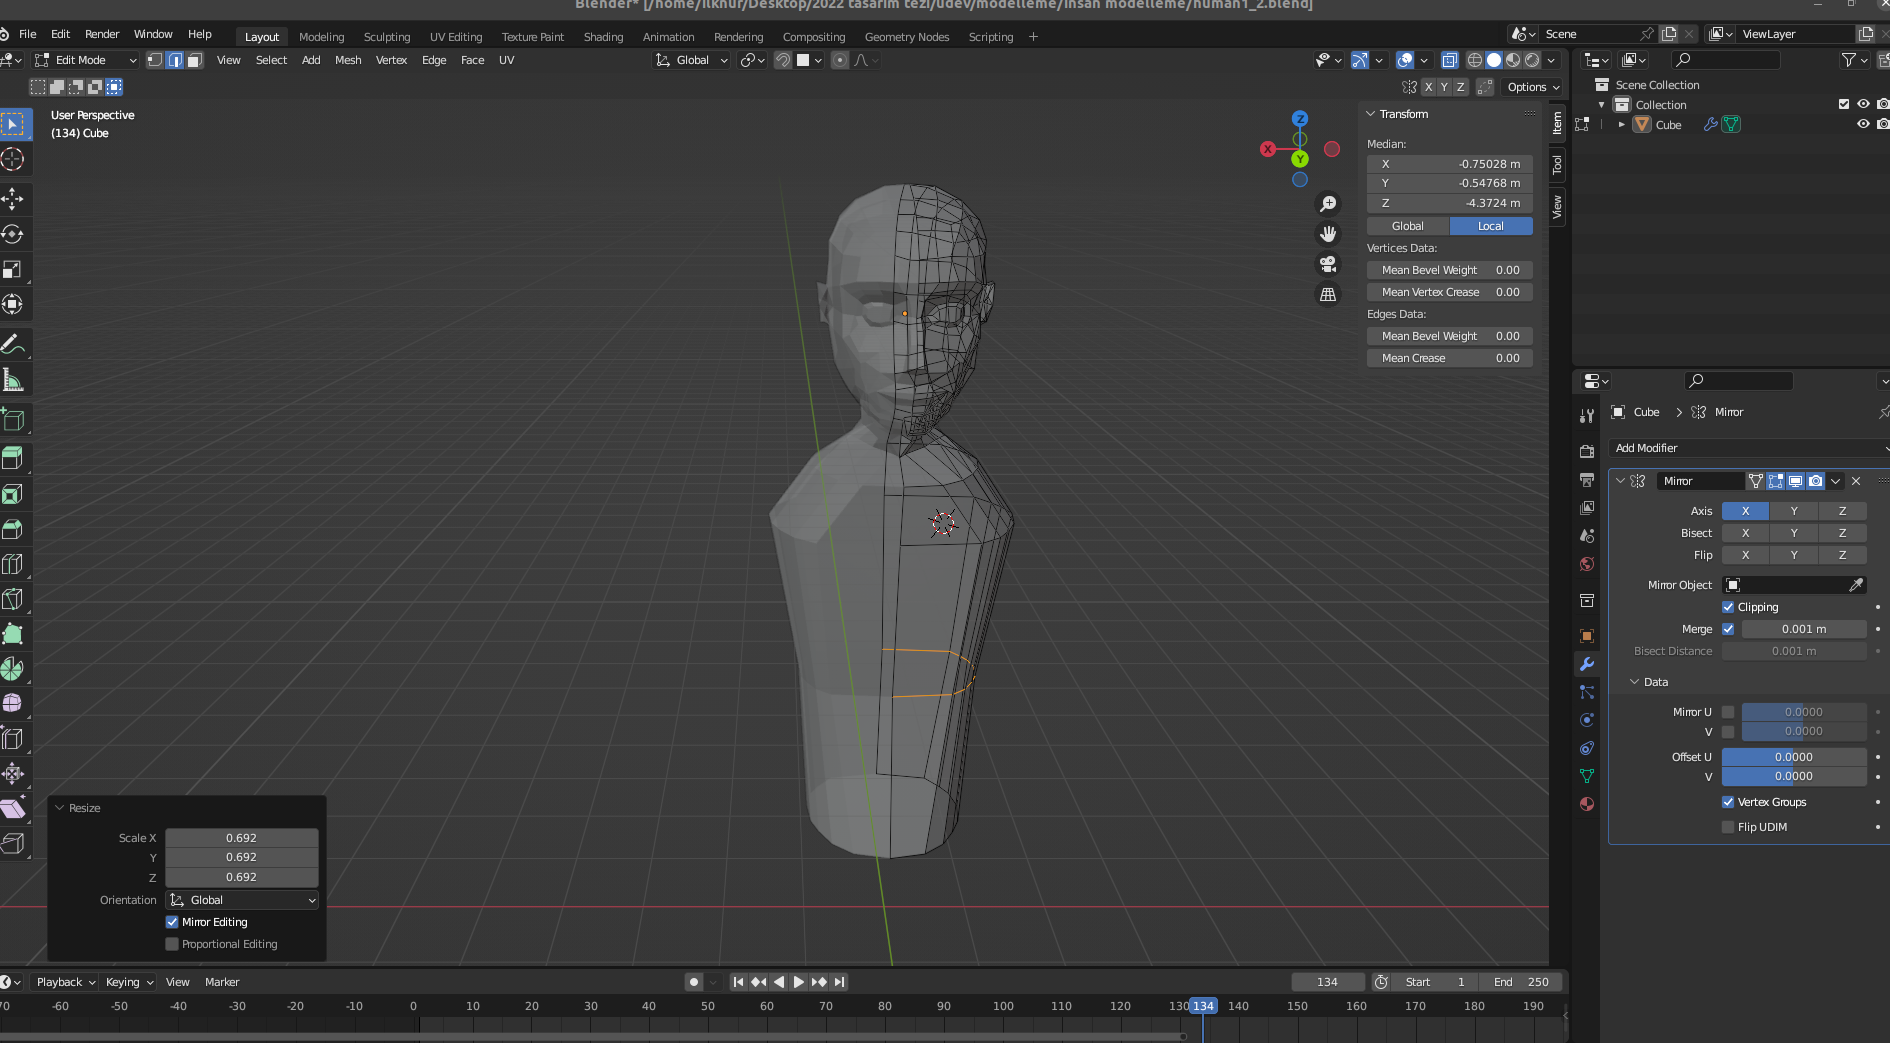 Blender* [/home/ilknur/Desktop/2022 tasarim tezi/udev/modelleme/insan modelleme/human1_2.blend]
File Edit Render Window Help Layout Modeling Sculpting UV Editing Texture Paint Shading Animation Rendering Compositing Geometry Nodes Scripting + Scene ViewLayer
Edit Mode View Select Add Mesh Vertex Edge Face UV Global
X Y Z Options
User Perspective
(134) Cube
Z
X
Y
Transform
Median:
X -0.75028 m
Y -0.54768 m
Z -4.3724 m
Global Local
Vertices Data:
Mean Bevel Weight 0.00
Mean Vertex Crease 0.00
Edges Data:
Mean Bevel Weight 0.00
Mean Crease 0.00
Item
Tool
View
Scene Collection
Collection
Cube
Cube Mirror
Add Modifier
Mirror
Axis X Y Z
Bisect X Y Z
Flip X Y Z
Mirror Object
Clipping
Merge 0.001 m
Bisect Distance 0.001 m
Data
Mirror U 0.0000
V 0.0000
Offset U 0.0000
V 0.0000
Vertex Groups
Flip UDIM
Resize
Scale X 0.692
Y 0.692
Z 0.692
Orientation Global
Mirror Editing
Proportional Editing
Playback Keying View Marker 134 Start 1 End 250
70 -60 -50 -40 -30 -20 -10 0 10 20 30 40 50 60 70 80 90 100 110 120 130 134 140 150 160 170 180 190